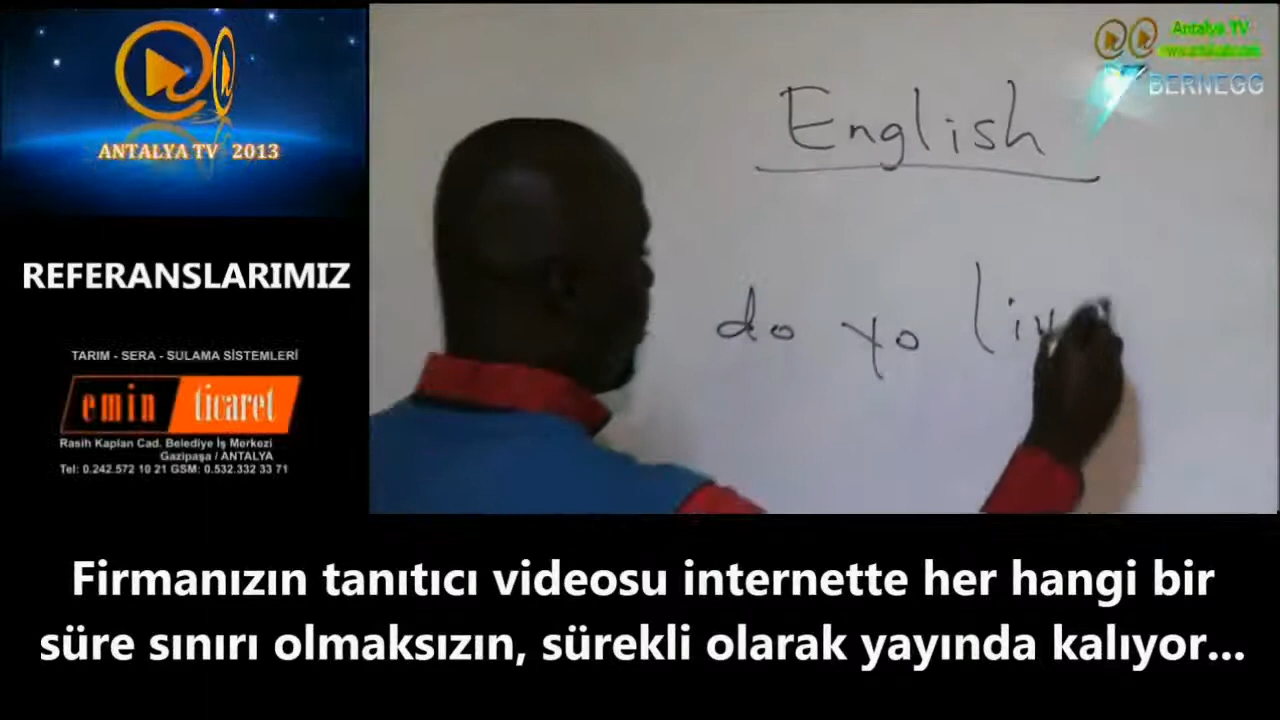 ANTALYA TV 2013
REFERANSLARIMIZ
TARIM - SERA - SULAMA SİSTEMLERİ
emin ticaret
Rasih Kaplan Cad. Belediye İş Merkezi
Gazipaşa / ANTALYA
Tel: 0.242.572 10 21 GSM: 0.532.332 33 71
Antalya TV
BERNEGG
English
do yo
Firmanızın tanıtıcı videosu internette her hangi bir
süre sınırı olmaksızın, sürekli olarak yayında kalıyor...